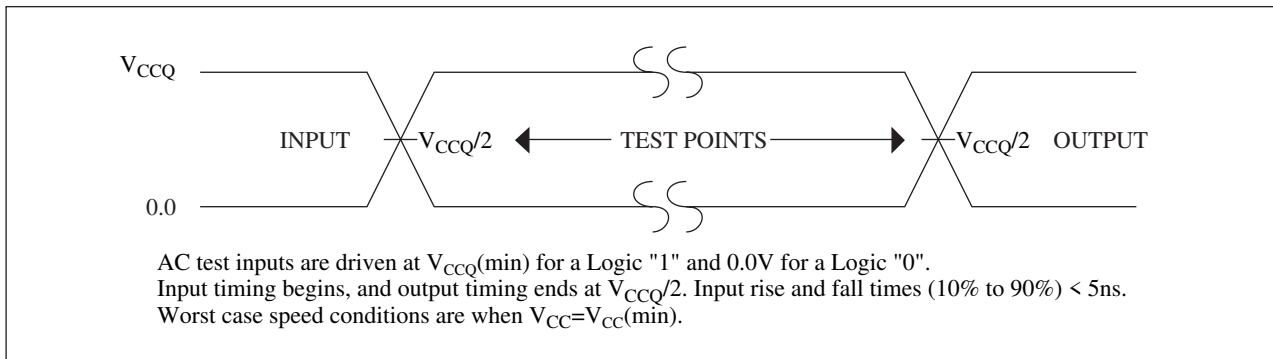 VCCQ
INPUT VCCQ/2 TEST POINTS VCCQ/2 OUTPUT
0.0
AC test inputs are driven at VCCQ(min) for a Logic "1" and 0.0V for a Logic "0".
Input timing begins, and output timing ends at VCCQ/2. Input rise and fall times (10% to 90%) < 5ns.
Worst case speed conditions are when VCC=VCC(min).